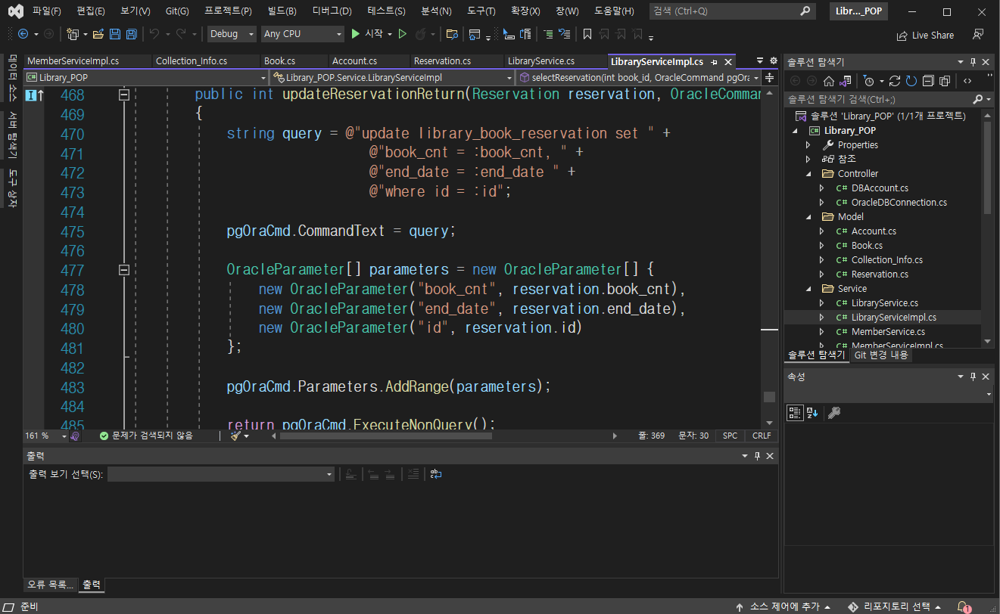 파일(F) 편집(E) 보기(V) Git(G) 프로젝트(P) 빌드(B) 디버그(D) 테스트(S) 분석(N) 도구(T) 확장(X) 창(W) 도움말(H) 검색 (Ctrl+Q) Libr..._POP
Debug Any CPU 시작 Live Share
데이터 소스
서버 탐색기
도구 상자
MemberServiceImpl.cs Collection_Info.cs Book.cs Account.cs Reservation.cs LibraryService.cs LibraryServiceImpl.cs
C# Library_POP Library_POP.Service.LibraryServiceImpl selectReservation(int book_id, OracleCommand pgOra
468 public int updateReservationReturn(Reservation reservation, OracleComman
469 {
470 string query = @"update library_book_reservation set " +
471 @"book_cnt = :book_cnt, " +
472 @"end_date = :end_date " +
473 @"where id = :id";
474
475 pgOraCmd.CommandText = query;
476
477 OracleParameter[] parameters = new OracleParameter[] {
478 new OracleParameter("book_cnt", reservation.book_cnt),
479 new OracleParameter("end_date", reservation.end_date),
480 new OracleParameter("id", reservation.id)
481 };
482
483 pgOraCmd.Parameters.AddRange(parameters);
484
485 return pgOraCmd.ExecuteNonQuery();
161 % 문제가 검색되지 않음 줄: 369 문자: 30 SPC CRLF
출력
출력 보기 선택(S):
오류 목록... 출력
솔루션 탐색기
솔루션 탐색기 검색(Ctrl+;)
솔루션 'Library_POP' (1/1개 프로젝트)
C# Library_POP
Properties
참조
Controller
C# DBAccount.cs
C# OracleDBConnection.cs
Model
C# Account.cs
C# Book.cs
C# Collection_Info.cs
C# Reservation.cs
Service
C# LibraryService.cs
C# LibraryServiceImpl.cs
C# MemberService.cs
C# MemberServiceImpl.cs
솔루션 탐색기 Git 변경 내용
속성
준비 소스 제어에 추가 리포지토리 선택 1